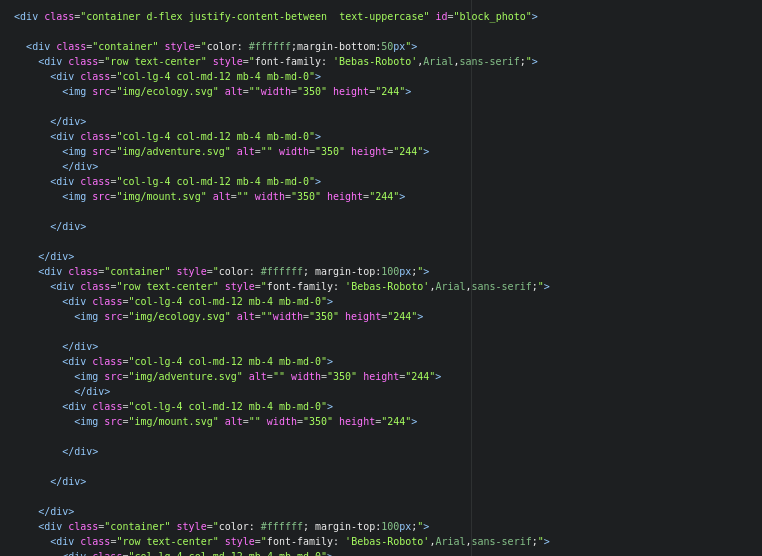 <div class="container d-flex justify-content-between  text-uppercase" id="block_photo">
<div class="container" style="color: #ffffff;margin-bottom:50px">
<div class="row text-center" style="font-family: 'Bebas-Roboto',Arial,sans-serif;">
<div class="col-lg-4 col-md-12 mb-4 mb-md-0">
<img src="img/ecology.svg" alt=""width="350" height="244">
</div>
<div class="col-lg-4 col-md-12 mb-4 mb-md-0">
<img src="img/adventure.svg" alt="" width="350" height="244">
</div>
<div class="col-lg-4 col-md-12 mb-4 mb-md-0">
<img src="img/mount.svg" alt="" width="350" height="244">
</div>
</div>
<div class="container" style="color: #ffffff; margin-top:100px;">
<div class="row text-center" style="font-family: 'Bebas-Roboto',Arial,sans-serif;">
<div class="col-lg-4 col-md-12 mb-4 mb-md-0">
<img src="img/ecology.svg" alt=""width="350" height="244">
</div>
<div class="col-lg-4 col-md-12 mb-4 mb-md-0">
<img src="img/adventure.svg" alt="" width="350" height="244">
</div>
<div class="col-lg-4 col-md-12 mb-4 mb-md-0">
<img src="img/mount.svg" alt="" width="350" height="244">
</div>
</div>
</div>
<div class="container" style="color: #ffffff; margin-top:100px;">
<div class="row text-center" style="font-family: 'Bebas-Roboto',Arial,sans-serif;">
<div class="col-lg-4 col-md-12 mb-4 mb-md-0">